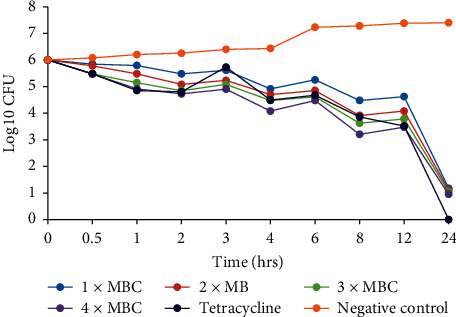 Log10 CFU
8
7
6
5
4
3
2
1
0
0 0.5 1 2 3 4 6 8 12 24
Time (hrs)
1 × MBC 2 × MB 3 × MBC
4 × MBC Tetracycline Negative control